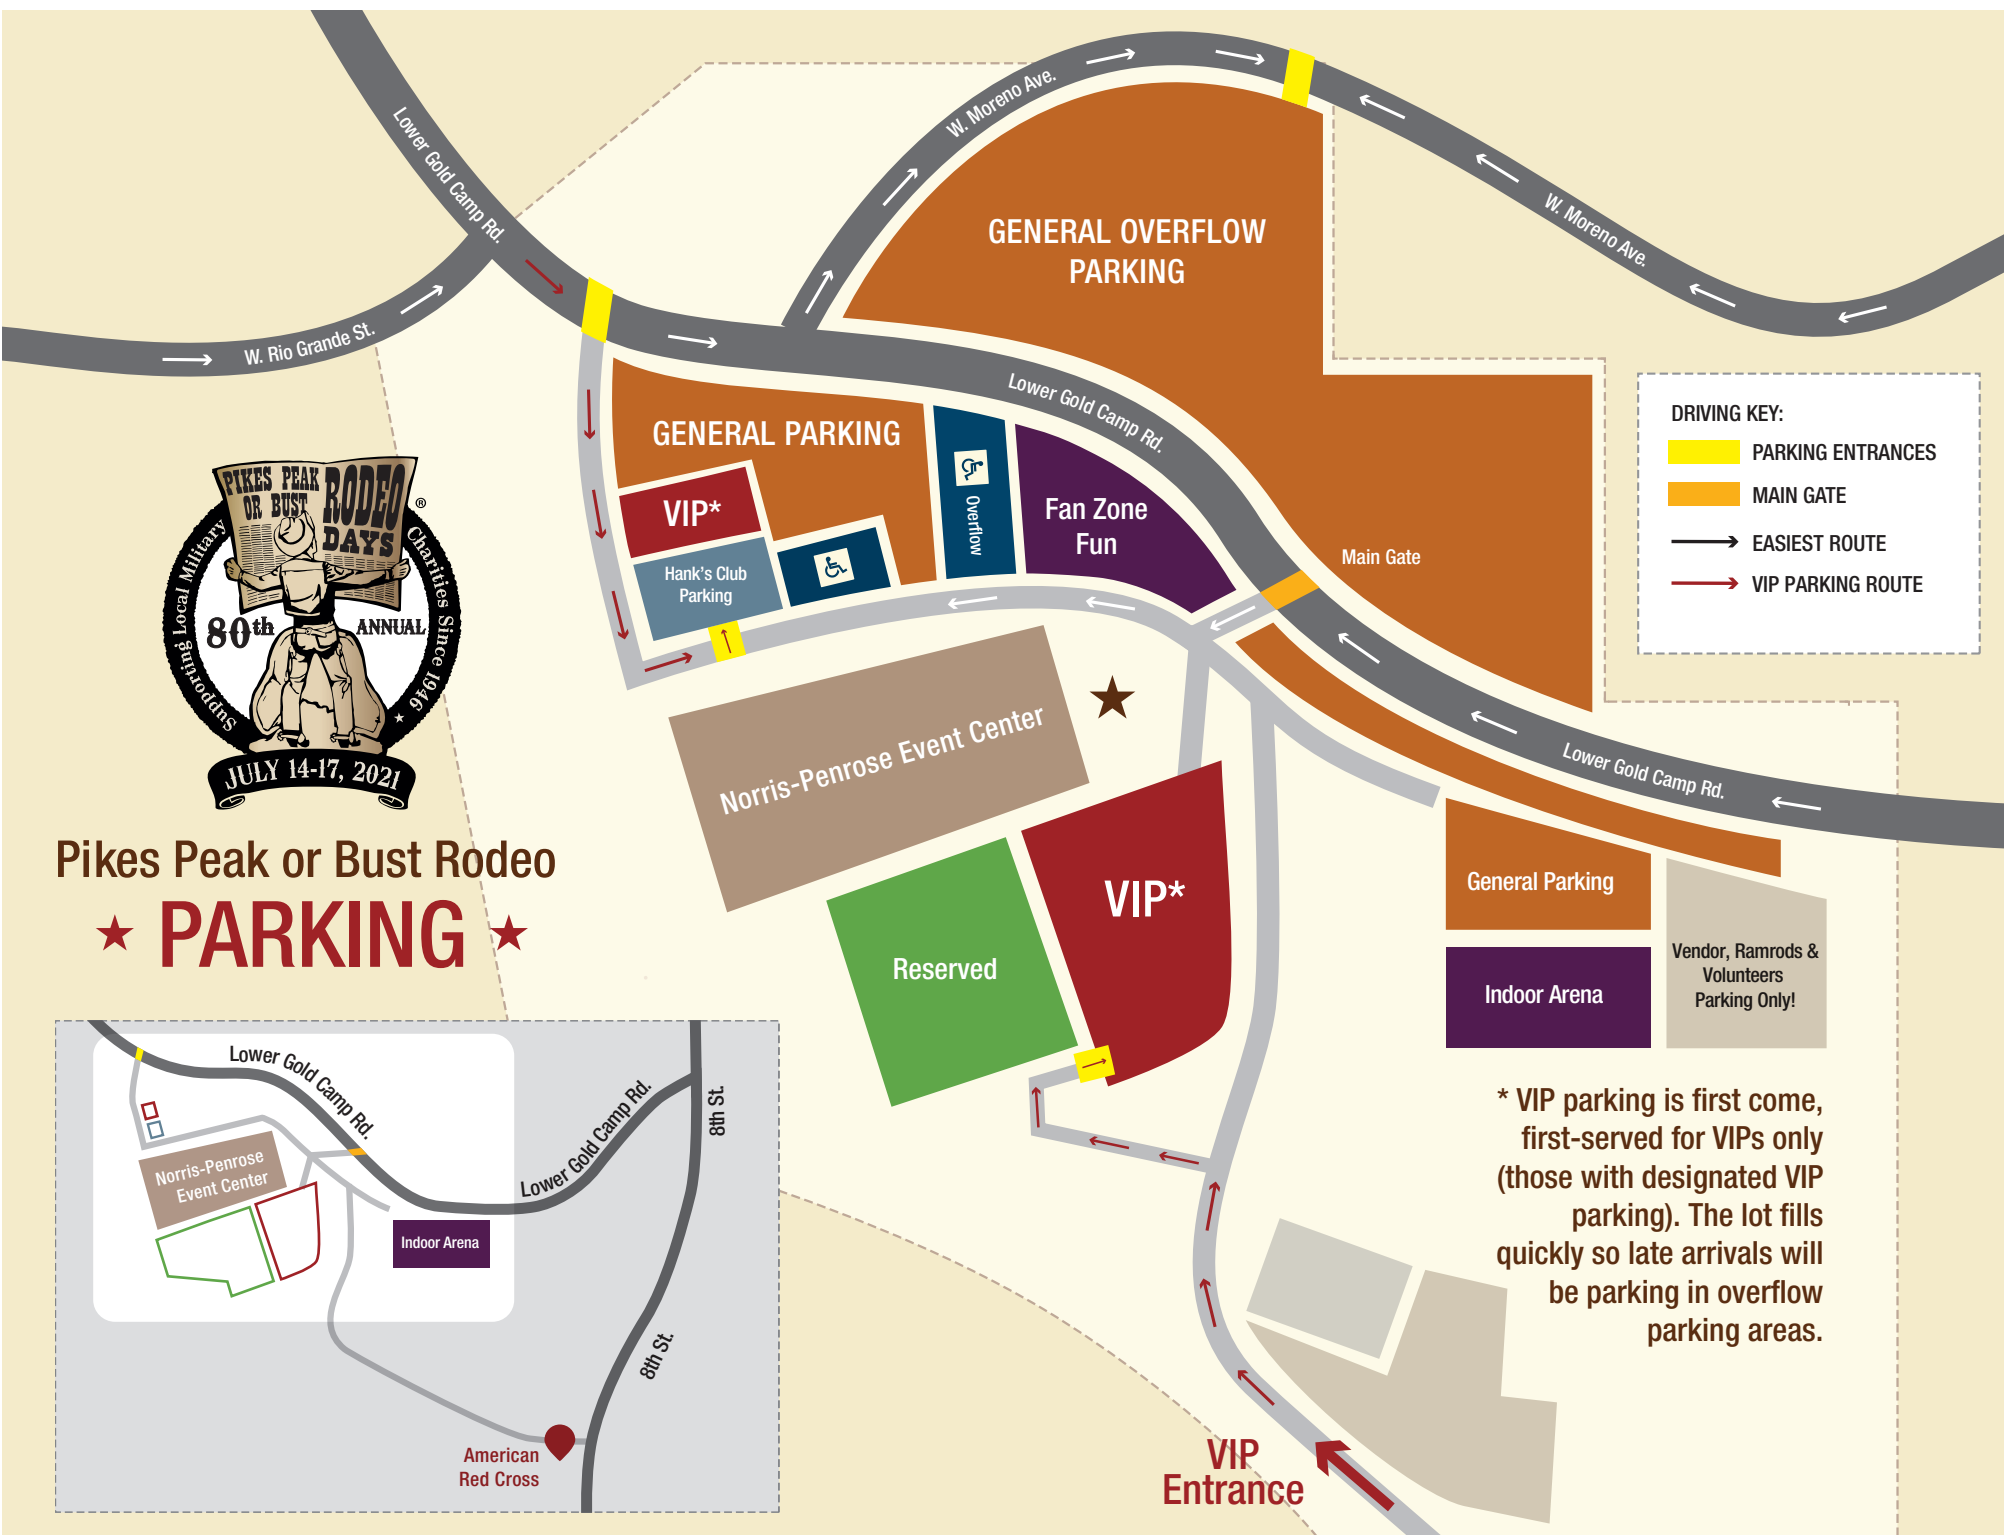 Lower Gold Camp Rd.
W. Moreno Ave.
W. Moreno Ave.
GENERAL OVERFLOW
PARKING
W. Rio Grande St.
Lower Gold Camp Rd.
DRIVING KEY:
PARKING ENTRANCES
MAIN GATE
EASIEST ROUTE
VIP PARKING ROUTE
GENERAL PARKING
VIP*
Hank's Club
Parking
Overflow
Fan Zone
Fun
Main Gate
PIKES PEAK
OR BUST
RODEO
DAYS
®
Supporting Local Military
Charities Since 1946
80th
ANNUAL
JULY 14-17, 2021
Norris-Penrose Event Center
Lower Gold Camp Rd.
Pikes Peak or Bust Rodeo
PARKING
VIP*
Reserved
General Parking
Indoor Arena
Vendor, Ramrods &
Volunteers
Parking Only!
* VIP parking is first come,
first-served for VIPs only
(those with designated VIP
parking). The lot fills
quickly so late arrivals will
be parking in overflow
parking areas.
Lower Gold Camp Rd.
Lower Gold Camp Rd.
8th St.
Norris-Penrose
Event Center
Indoor Arena
8th St.
American
Red Cross
VIP
Entrance